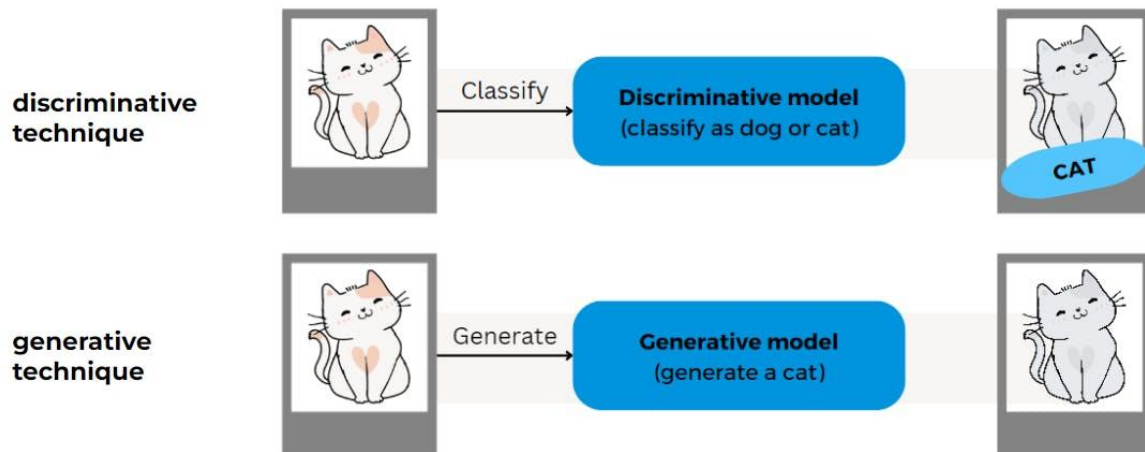 discriminative
technique
Classify
Discriminative model
(classify as dog or cat)
CAT
generative
technique
Generate
Generative model
(generate a cat)